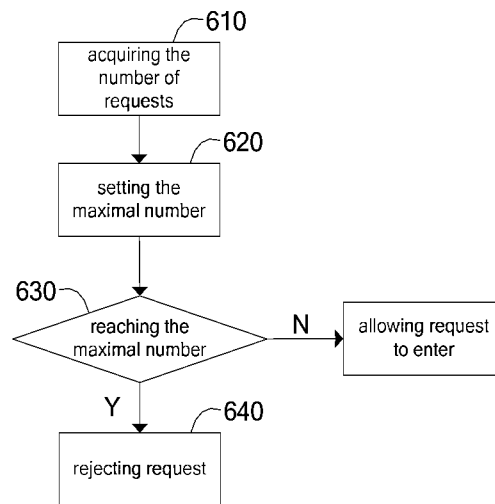 610
acquiring the
number of
requests
620
setting the
maximal number
630
reaching the
maximal number
N
allowing request
to enter
Y
640
rejecting request